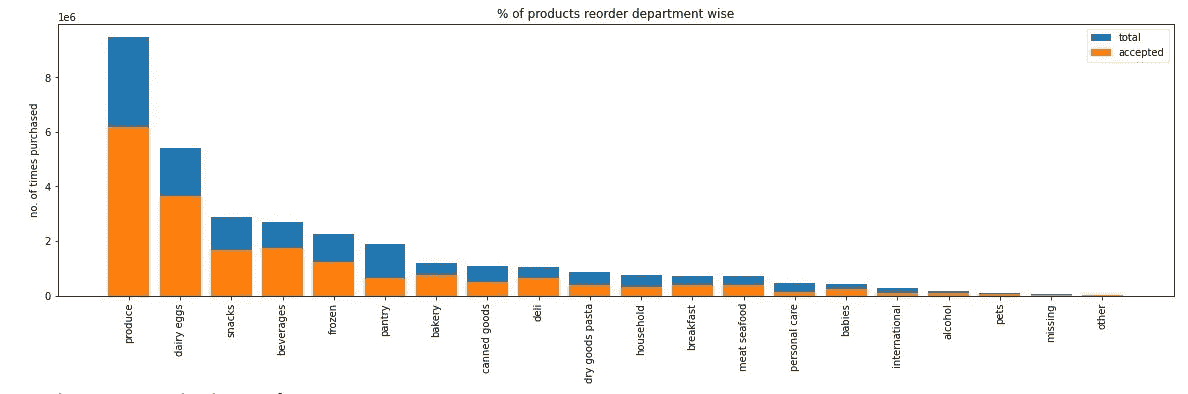 % of products reorder department wise
1e6
total
accepted
no. of times purchased
8
6
4
2
0
produce
dairy eggs
snacks
beverages
frozen
pantry
bakery
canned goods
deli
dry goods pasta
household
breakfast
meat seafood
personal care
babies
international
alcohol
pets
missing
other